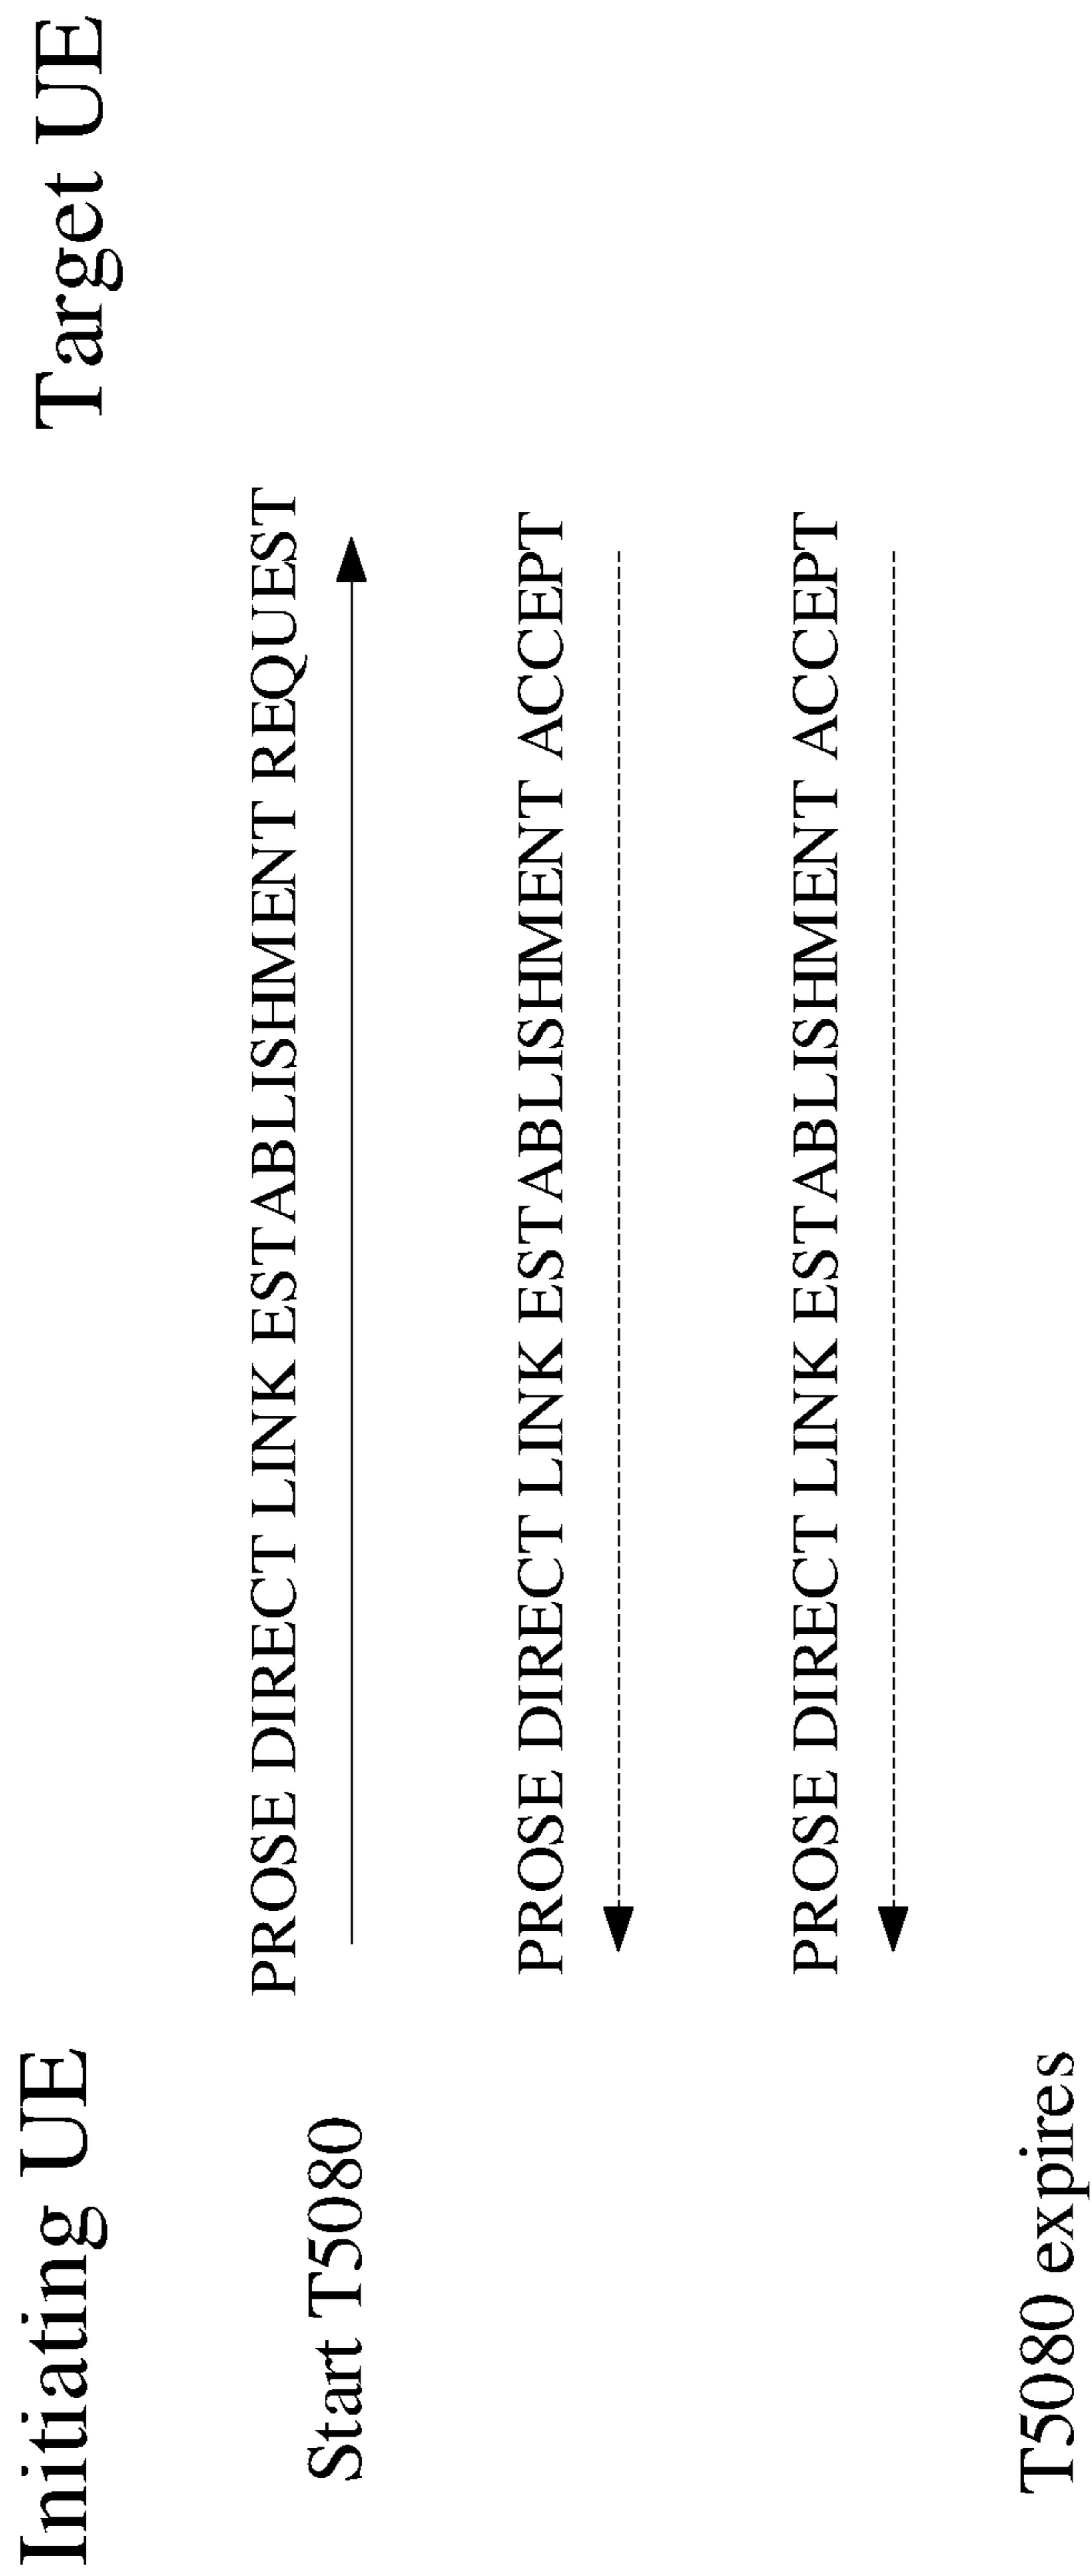 Initiating UE
Target UE
PROSE DIRECT LINK ESTABLISHMENT REQUEST
Start T5080
PROSE DIRECT LINK ESTABLISHMENT ACCEPT
PROSE DIRECT LINK ESTABLISHMENT ACCEPT
T5080 expires